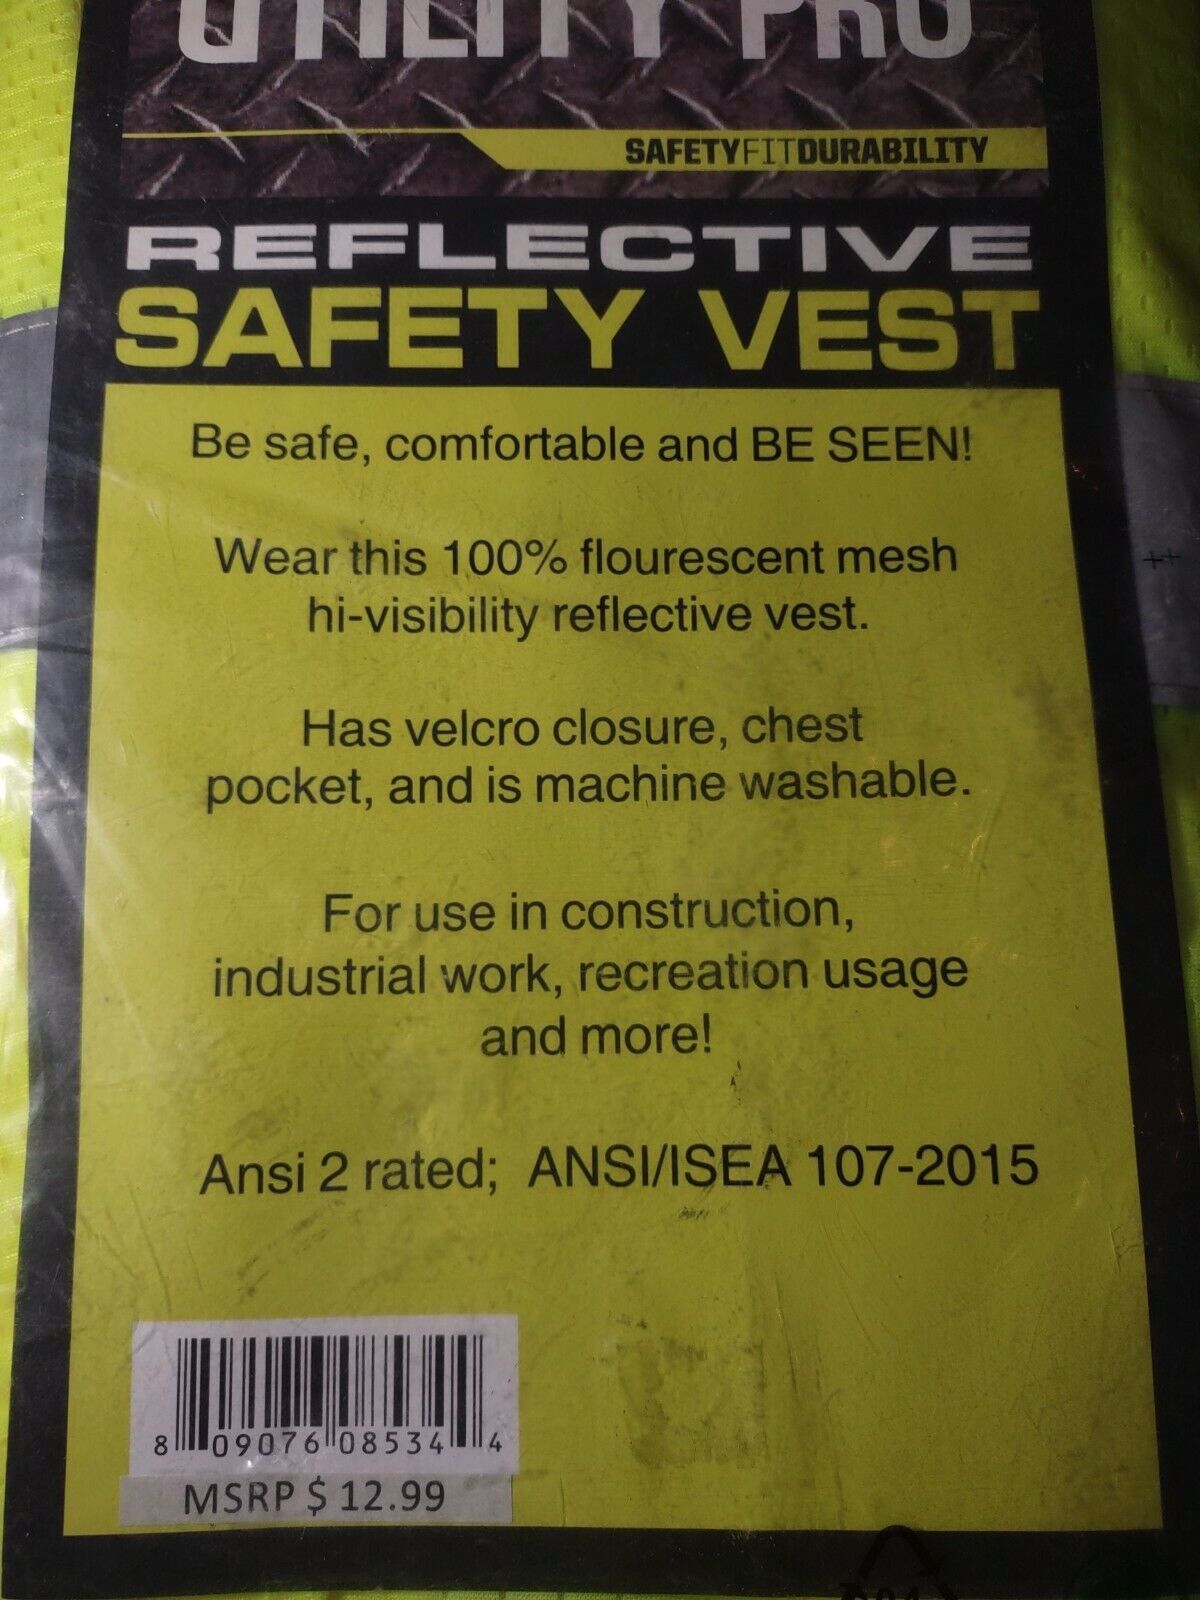 UTILITY PRO
SAFETYFITDURABILITY
REFLECTIVE
SAFETY VEST
Be safe, comfortable and BE SEEN!
Wear this 100% flourescent mesh
hi-visibility reflective vest.
Has velcro closure, chest
pocket, and is machine washable.
For use in construction,
industrial work, recreation usage
and more!
Ansi 2 rated; ANSI/ISEA 107-2015
8 09076 08534 4
MSRP $ 12.99